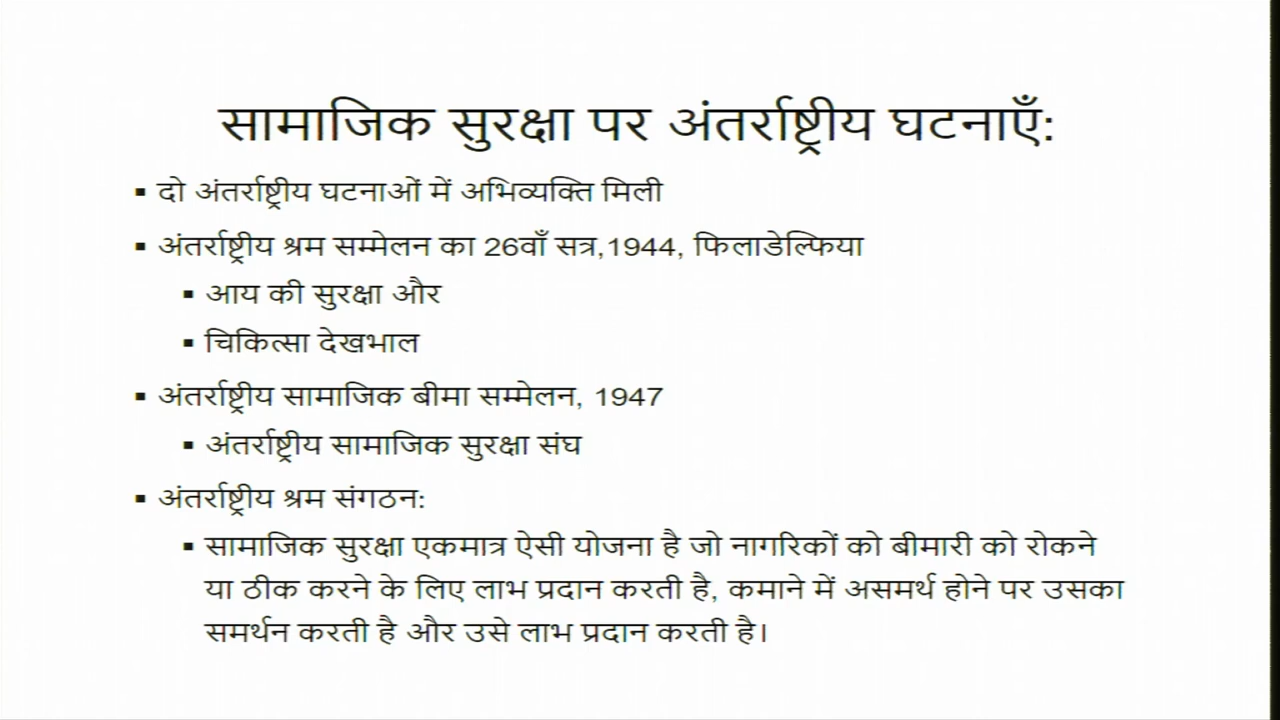 सामाजिक सुरक्षा पर अंतर्राष्ट्रीय घटनाएँ:
▪ दो अंतर्राष्ट्रीय घटनाओं में अभिव्यक्ति मिली
▪ अंतर्राष्ट्रीय श्रम सम्मेलन का 26वाँ सत्र,1944, फिलाडेल्फिया
▪ आय की सुरक्षा और
▪ चिकित्सा देखभाल
▪ अंतर्राष्ट्रीय सामाजिक बीमा सम्मेलन, 1947
▪ अंतर्राष्ट्रीय सामाजिक सुरक्षा संघ
▪ अंतर्राष्ट्रीय श्रम संगठन:
▪ सामाजिक सुरक्षा एकमात्र ऐसी योजना है जो नागरिकों को बीमारी को रोकने
या ठीक करने के लिए लाभ प्रदान करती है, कमाने में असमर्थ होने पर उसका
समर्थन करती है और उसे लाभ प्रदान करती है।